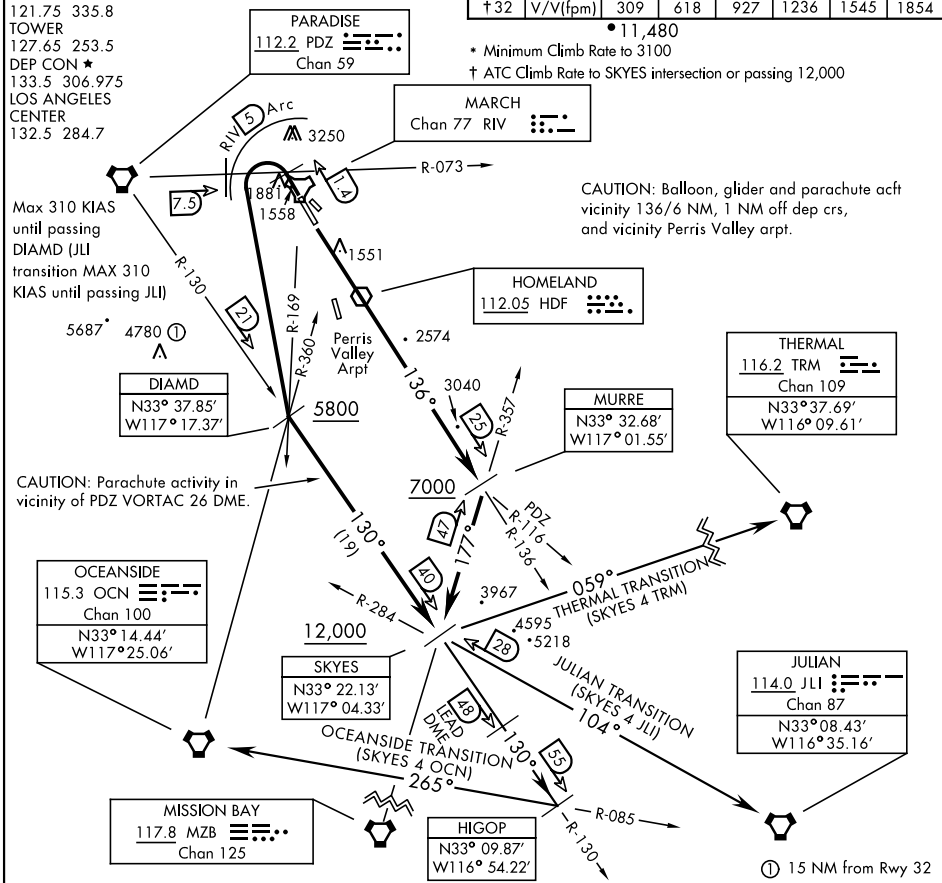 121.75 335.8
TOWER
127.65 253.5
DEP CON ★
133.5 306.975
LOS ANGELES
CENTER
132.5 284.7
†32 V/V(fpm) 309 618 927 1236 1545 1854
•11,480
* Minimum Climb Rate to 3100
† ATC Climb Rate to SKYES intersection or passing 12,000
PARADISE
112.2 PDZ
Chan 59
MARCH
Chan 77 RIV
RIV 5 Arc
3250
R-073
7.5
1881
1558
1.4
1551
CAUTION: Balloon, glider and parachute acft
vicinity 136/6 NM, 1 NM off dep crs,
and vicinity Perris Valley arpt.
Max 310 KIAS
until passing
DIAMD (JLI
transition MAX 310
KIAS until passing JLI)
R-130
21
R-169
R-360
5687
4780 ①
HOMELAND
112.05 HDF
Perris
Valley
Arpt
2574
136°
3040
25
R-357
DIAMD
N33° 37.85'
W117° 17.37'
5800
MURRE
N33° 32.68'
W117° 01.55'
THERMAL
116.2 TRM
Chan 109
N33° 37.69'
W116° 09.61'
CAUTION: Parachute activity in
vicinity of PDZ VORTAC 26 DME.
7000
47
177°
PDZ
R-116
R-136
130°
(19)
40
059°
THERMAL TRANSITION
(SKYES 4 TRM)
OCEANSIDE
115.3 OCN
Chan 100
N33° 14.44'
W117° 25.06'
R-284
3967
12,000
4595
5218
28
SKYES
N33° 22.13'
W117° 04.33'
JULIAN TRANSITION
(SKYES 4 JLI)
104°
JULIAN
114.0 JLI
Chan 87
N33° 08.43'
W116° 35.16'
48
LEAD
DME
130°
55
OCEANSIDE TRANSITION
(SKYES 4 OCN)
265°
R-085
R-130
MISSION BAY
117.8 MZB
Chan 125
HIGOP
N33° 09.87'
W116° 54.22'
① 15 NM from Rwy 32